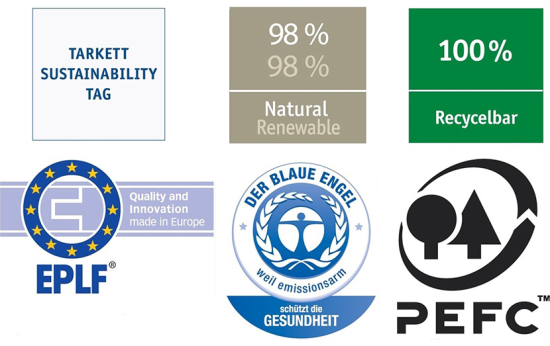 TARKETT
SUSTAINABILITY
TAG
98 %
98 %
Natural
Renewable
100 %
Recycelbar
Quality and
Innovation
made in Europe
EPLF®
DER BLAUE ENGEL
weil emissionsarm
schützt die
GESUNDHEIT
PEFC™